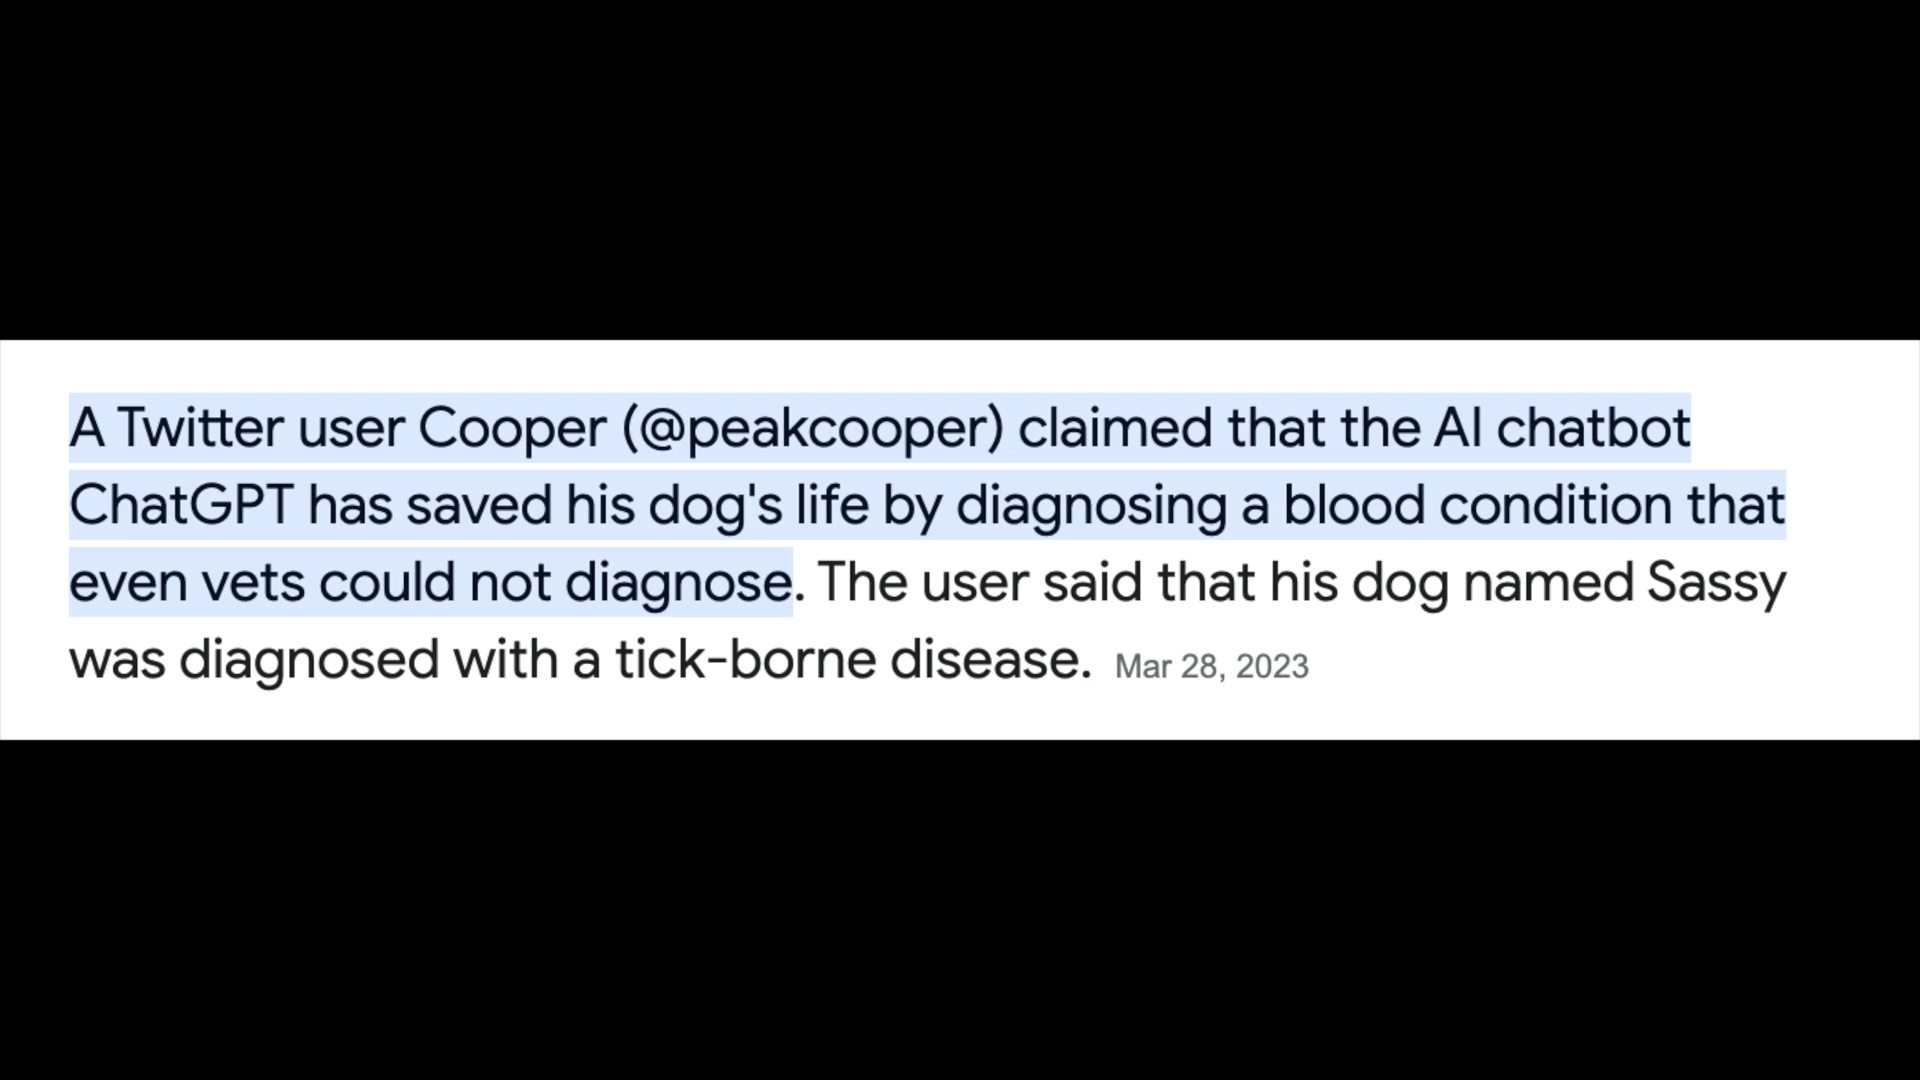 A Twitter user Cooper (@peakcooper) claimed that the AI chatbot
ChatGPT has saved his dog's life by diagnosing a blood condition that
even vets could not diagnose. The user said that his dog named Sassy
was diagnosed with a tick-borne disease. Mar 28, 2023